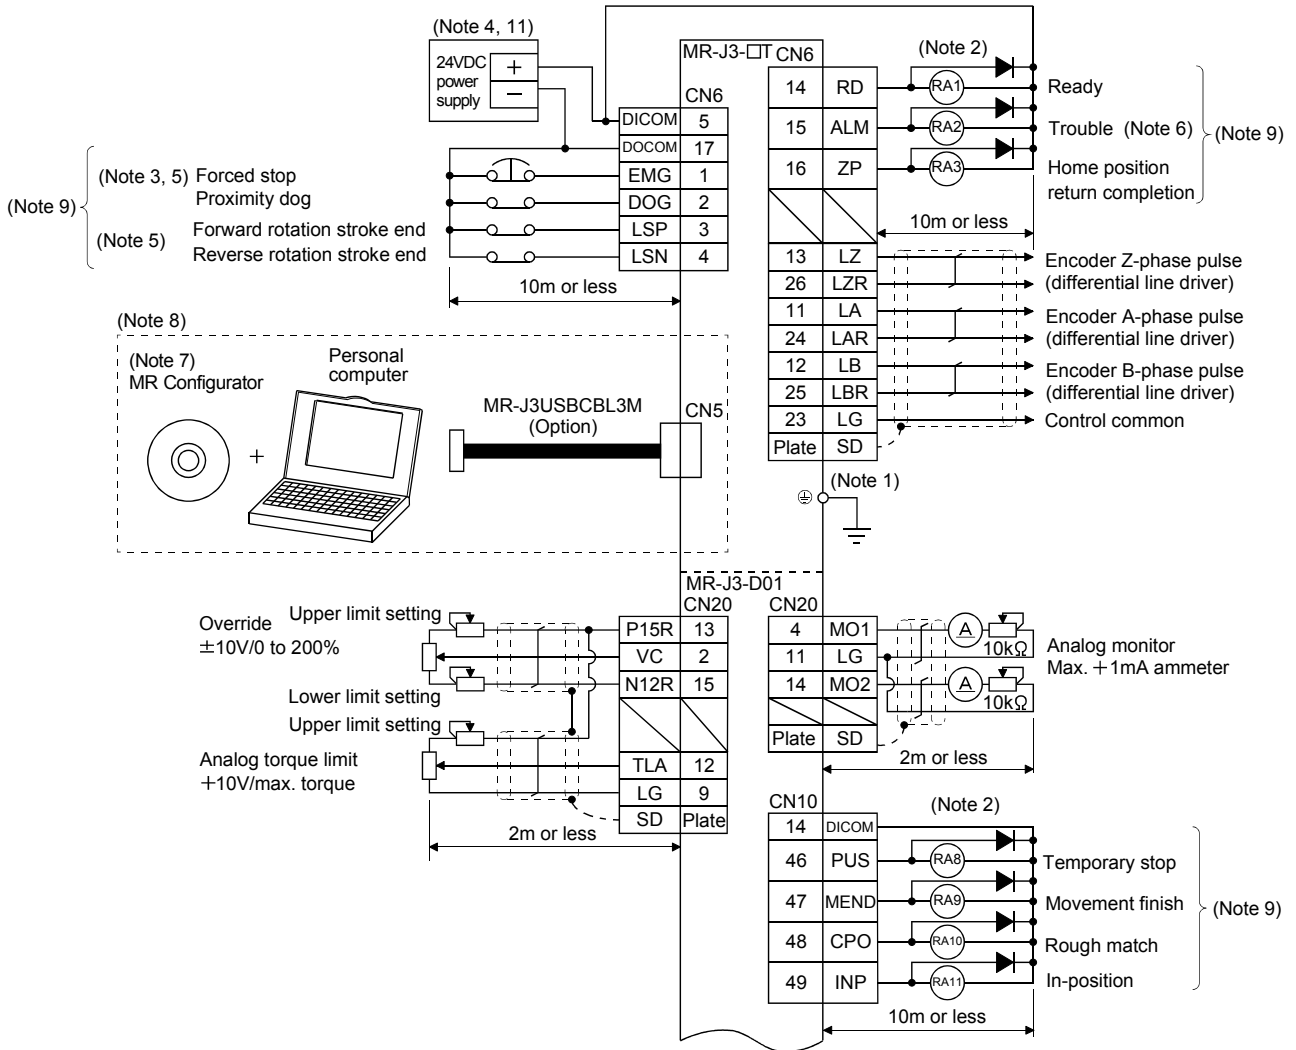 (Note 4, 11)
24VDC
power
supply
+
−
MR-J3-□T
CN6
DICOM 5
DOCOM 17
EMG 1
DOG 2
LSP 3
LSN 4
(Note 9)
(Note 3, 5) Forced stop
Proximity dog
(Note 5)
Forward rotation stroke end
Reverse rotation stroke end
10m or less
CN6
(Note 2)
14 RD RA1 Ready
15 ALM RA2 Trouble (Note 6)
16 ZP RA3 Home position
return completion
(Note 9)
10m or less
13 LZ Encoder Z-phase pulse
26 LZR (differential line driver)
11 LA Encoder A-phase pulse
24 LAR (differential line driver)
12 LB Encoder B-phase pulse
25 LBR (differential line driver)
23 LG Control common
Plate SD
(Note 1)
(Note 8)
(Note 7)
MR Configurator
+
Personal
computer
MR-J3USBCBL3M
(Option)
CN5
MR-J3-D01
CN20
Override
±10V/0 to 200%
Upper limit setting
Lower limit setting
Upper limit setting
Analog torque limit
+10V/max. torque
P15R 13
VC 2
N12R 15
TLA 12
LG 9
SD Plate
2m or less
CN20
4 MO1 A 10kΩ
11 LG
14 MO2 A 10kΩ
Plate SD
Analog monitor
Max. +1mA ammeter
2m or less
CN10
(Note 2)
14 DICOM
46 PUS RA8 Temporary stop
47 MEND RA9 Movement finish
48 CPO RA10 Rough match
49 INP RA11 In-position
(Note 9)
10m or less